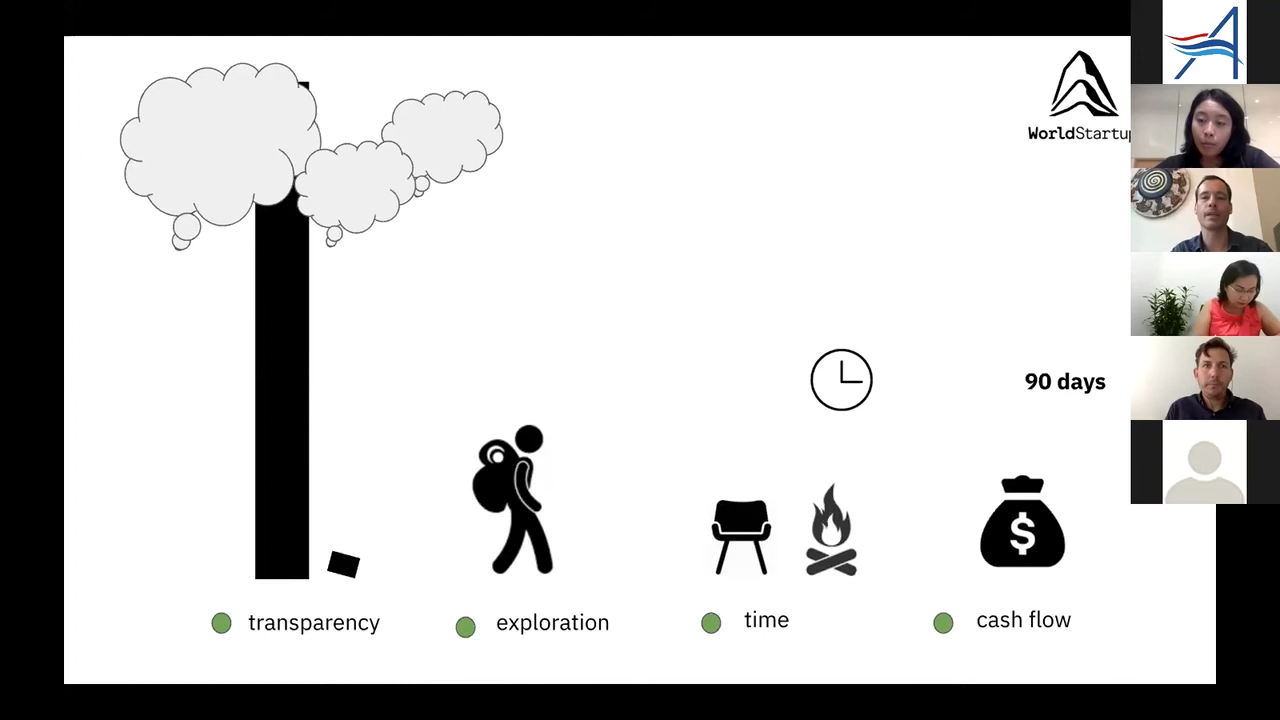 WorldStartup
90 days
transparency
exploration
time
cash flow